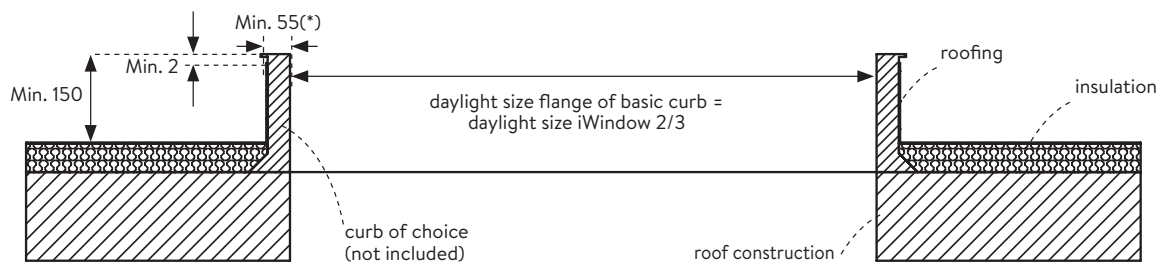 Min. 55(*)
Min. 2
Min. 150
daylight size flange of basic curb =
daylight size iWindow 2/3
roofing
insulation
curb of choice
(not included)
roof construction